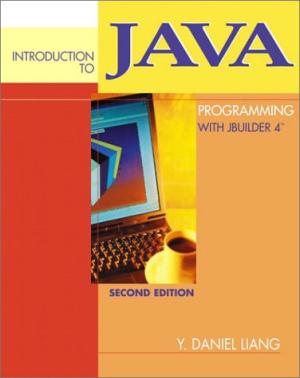 INTRODUCTION
TO
JAVA
PROGRAMMING
WITH JBUILDER 4™
SECOND EDITION
Y. DANIEL LIANG